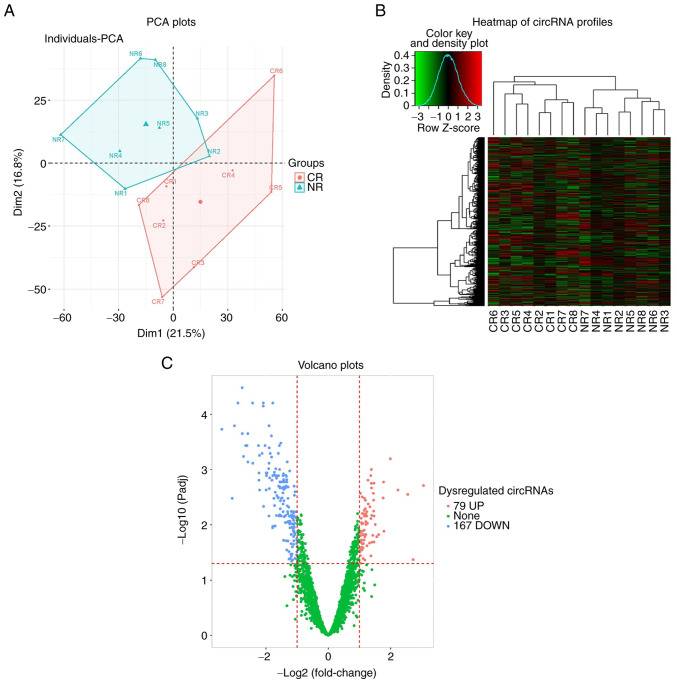 A
PCA plots
Individuals-PCA
NR6
NR8
CR6
NR3
NR5
NR7
NR4
NR2
CR4
NR1
CR5
CR8
CR2
CR3
CR7
25
0
−25
−50
Dim2 (16.8%)
−60
−30
0
30
60
Dim1 (21.5%)
Groups
CR
NR
B
Heatmap of circRNA profiles
Color key
and density plot
Density
0.4
0.3
0.2
0.1
0
−3
−1
0
1
3
Row Z-score
CR6
CR3
CR5
CR4
CR2
CR1
CR7
CR8
NR7
NR4
NR1
NR2
NR5
NR8
NR6
NR3
C
Volcano plots
−Log10 (Padj)
4
3
2
1
0
−2
0
2
−Log2 (fold-change)
Dysregulated circRNAs
79 UP
None
167 DOWN